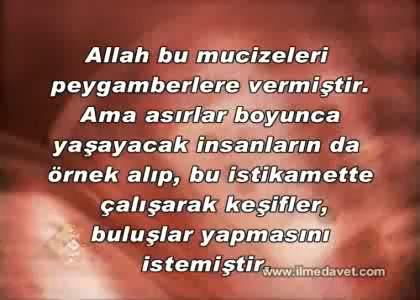 Allah bu mucizeleri
peygamberlere vermiştir.
Ama asırlar boyunca
yaşayacak insanların da
örnek alıp, bu istikamette
çalışarak keşifler,
buluşlar yapmasını
istemiştir.
www.ilmedavet.com